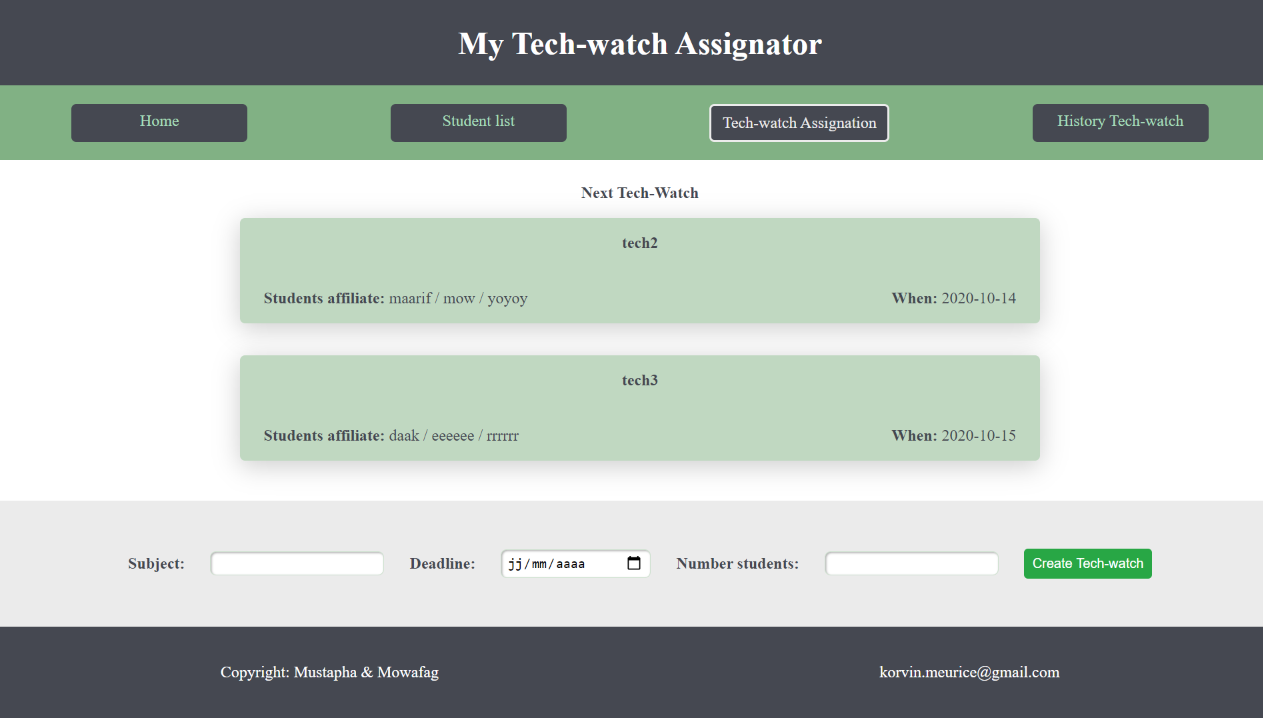 My Tech-watch Assignator
Home
Student list
Tech-watch Assignation
History Tech-watch
Next Tech-Watch
tech2
Students affiliate: maarif / mow / yoyoy
When: 2020-10-14
tech3
Students affiliate: daak / eeeeee / rrrrrr
When: 2020-10-15
Subject:
Deadline:
jj/mm/aaaa
Number students:
Create Tech-watch
Copyright: Mustapha & Mowafag
korvin.meurice@gmail.com